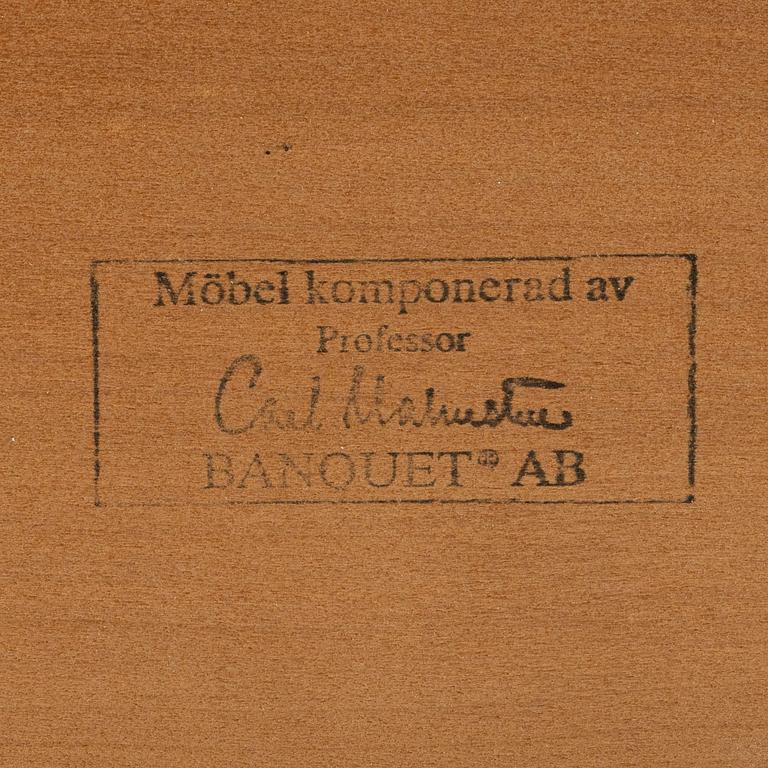 Möbel komponerad av
Professor
Carl Malmsten
BANQUET® AB